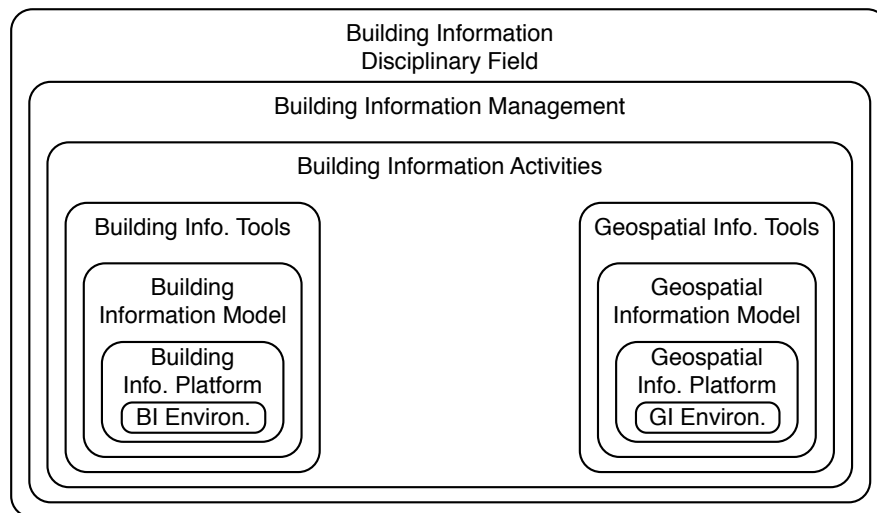 Building Information
Disciplinary Field
Building Information Management
Building Information Activities
Building Info. Tools
Building
Information Model
Building
Info. Platform
BI Environ.
Geospatial Info. Tools
Geospatial
Information Model
Geospatial
Info. Platform
GI Environ.